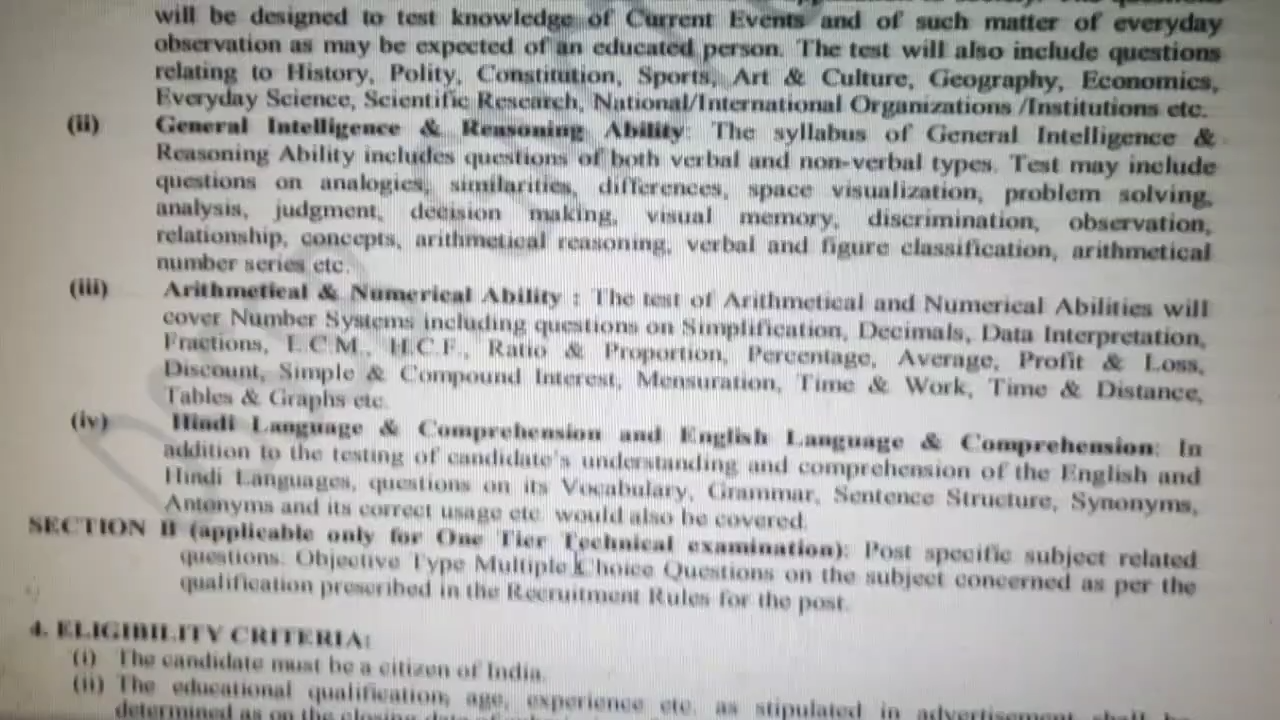 will be designed to test knowledge of Current Events and of such matter of everyday
observation as may be expected of an educated person. The test will also include questions
relating to History, Polity, Constitution, Sports, Art & Culture, Geography, Economics,
Everyday Science, Scientific Research, National/International Organizations /Institutions etc.
(ii) General Intelligence & Reasoning Ability: The syllabus of General Intelligence &
Reasoning Ability includes questions of both verbal and non-verbal types. Test may include
questions on analogies, similarities, differences, space visualization, problem solving,
analysis, judgment, decision making, visual memory, discrimination, observation,
relationship, concepts, arithmetical reasoning, verbal and figure classification, arithmetical
number series etc.
(iii) Arithmetical & Numerical Ability : The test of Arithmetical and Numerical Abilities will
cover Number Systems including questions on Simplification, Decimals, Data Interpretation,
Fractions, L.C.M., H.C.F., Ratio & Proportion, Percentage, Average, Profit & Loss,
Discount, Simple & Compound Interest, Mensuration, Time & Work, Time & Distance,
Tables & Graphs etc.
(iv) Hindi Language & Comprehension and English Language & Comprehension: In
addition to the testing of candidate's understanding and comprehension of the English and
Hindi Languages, questions on its Vocabulary, Grammar, Sentence Structure, Synonyms,
Antonyms and its correct usage etc would also be covered.
SECTION B (applicable only for One Tier Technical examination): Post specific subject related
questions. Objective Type Multiple Choice Questions on the subject concerned as per the
qualification prescribed in the Recruitment Rules for the post.
4. ELIGIBILITY CRITERIA:
(i) The candidate must be a citizen of India.
(ii) The educational qualification, age, experience etc. as stipulated in advertisement shall be
determined as on the closing date of